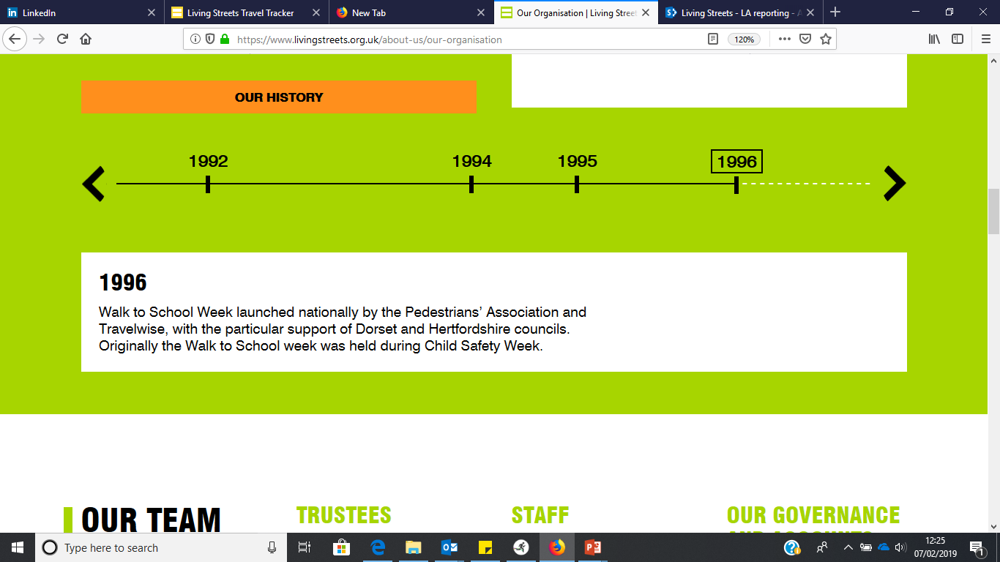 LinkedIn
Living Streets Travel Tracker
New Tab
Our Organisation | Living Street
Living Streets - LA reporting - A
https://www.livingstreets.org.uk/about-us/our-organisation
120%
OUR HISTORY
1992
1994
1995
1996
1996
Walk to School Week launched nationally by the Pedestrians’ Association and
Travelwise, with the particular support of Dorset and Hertfordshire councils.
Originally the Walk to School week was held during Child Safety Week.
OUR TEAM
TRUSTEES
STAFF
OUR GOVERNANCE
AND ACCOUNTS
Type here to search
12:25
07/02/2019
1